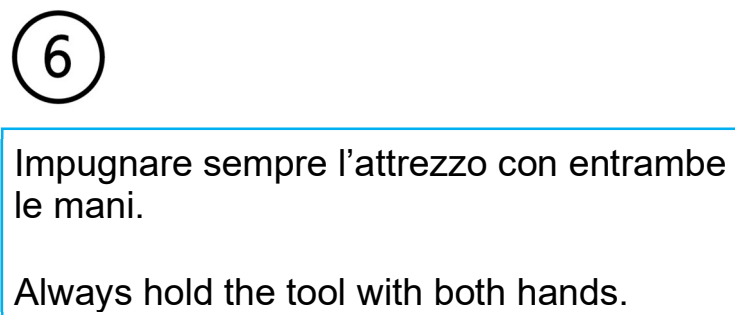 6
Impugnare sempre l’attrezzo con entrambe
le mani.
Always hold the tool with both hands.